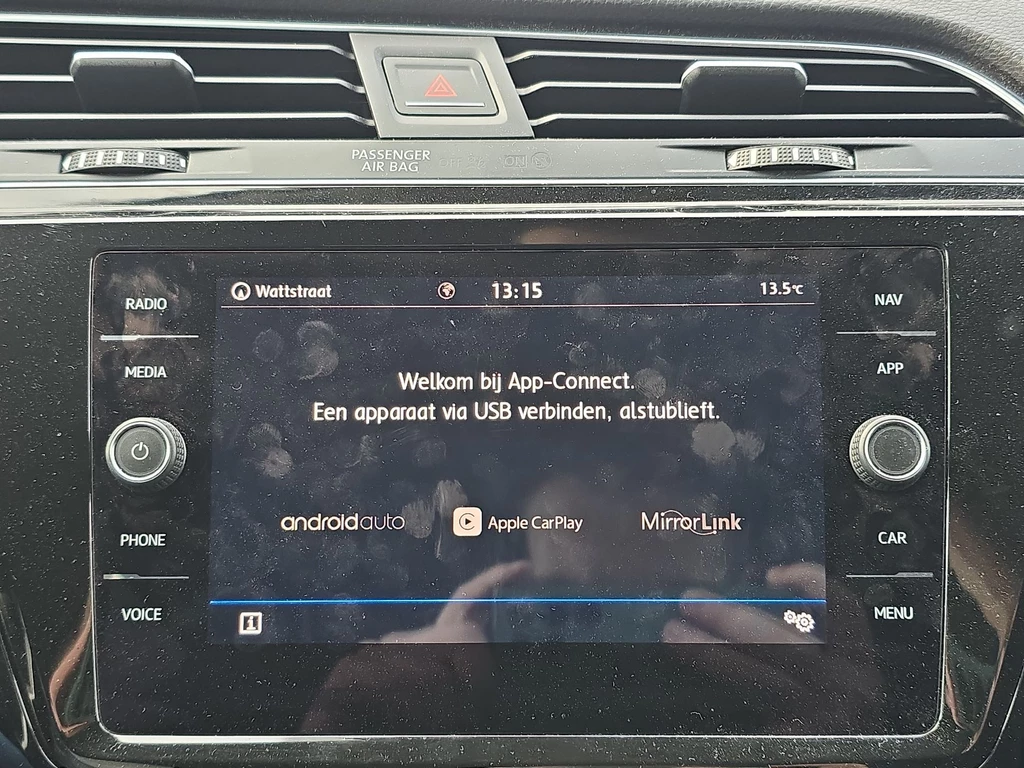 PASSENGER
AIR BAG
OFF
ON
RADIO
MEDIA
PHONE
VOICE
Wattstraat
13:15
13.5℃
Welkom bij App-Connect.
Een apparaat via USB verbinden, alstublieft.
androidauto
Apple CarPlay
MirrorLink
i
NAV
APP
CAR
MENU